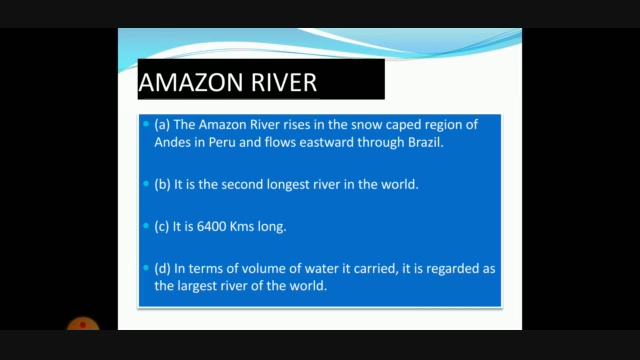 AMAZON RIVER
(a) The Amazon River rises in the snow caped region of
Andes in Peru and flows eastward through Brazil.
(b) It is the second longest river in the world.
(c) It is 6400 Kms long.
(d) In terms of volume of water it carried, it is regarded as
the largest river of the world.